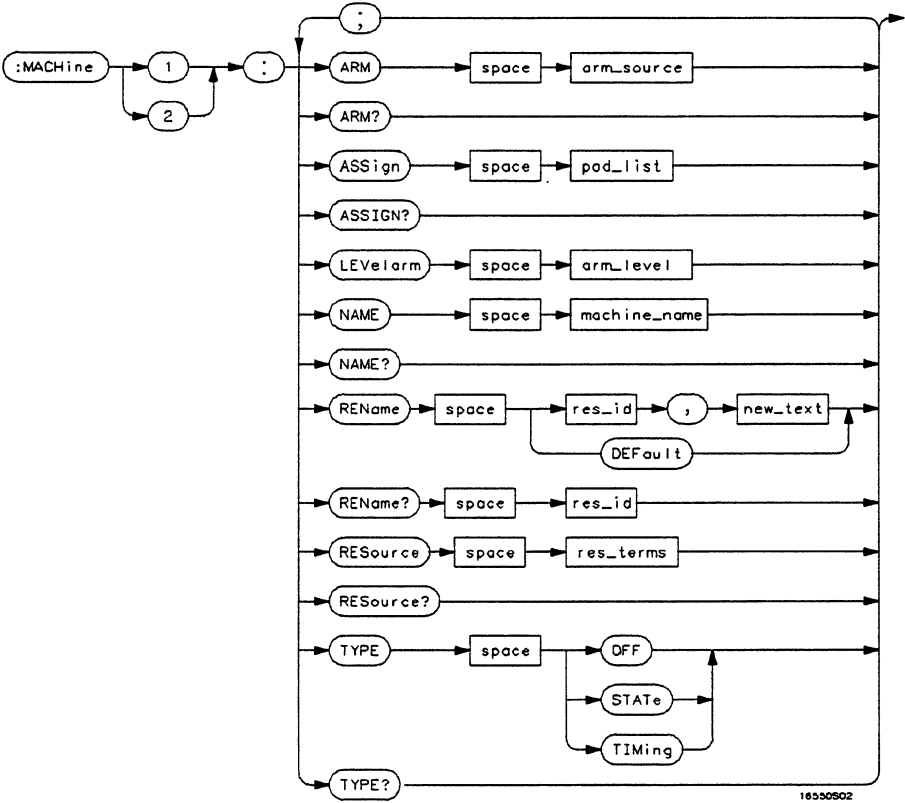 ;
:MACHine 1 : ARM space arm_source
2 ARM?
ASSign space pod_list
ASSIGN?
LEVelarm space arm_level
NAME space machine_name
NAME?
REName space res_id , new_text
DEFault
REName? space res_id
RESource space res_terms
RESource?
TYPE space OFF
STATe
TIMing
TYPE?
16550S02